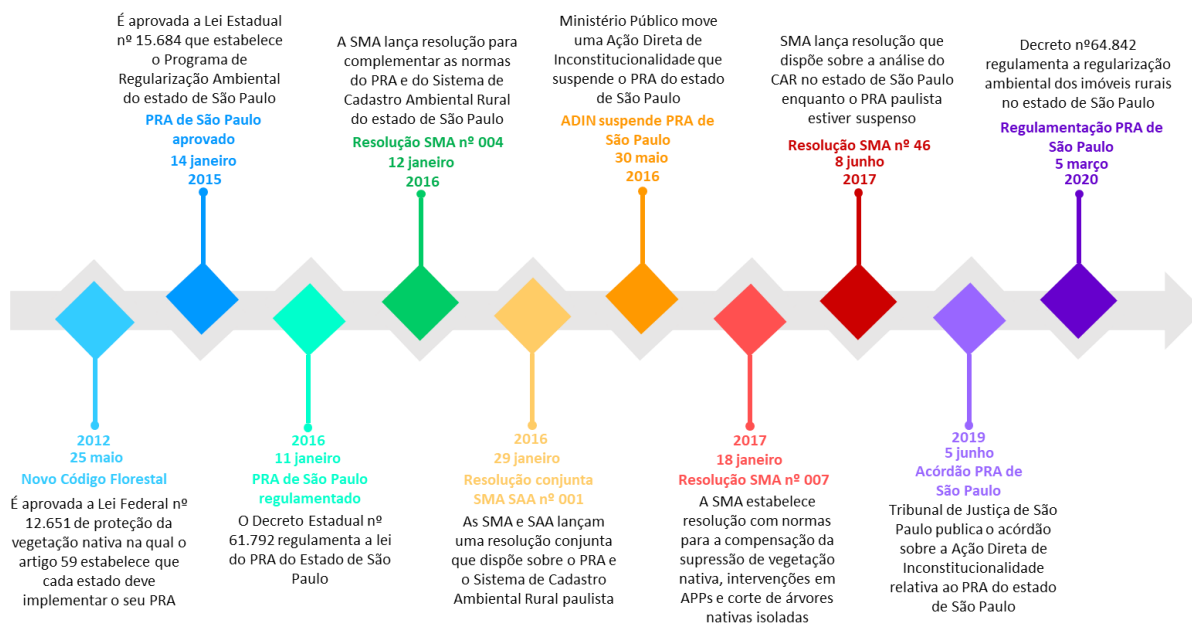 É aprovada a Lei Estadual
nº 15.684 que estabelece
o Programa de
Regularização Ambiental
do estado de São Paulo
PRA de São Paulo
aprovado
14 janeiro
2015
A SMA lança resolução para
complementar as normas
do PRA e do Sistema de
Cadastro Ambiental Rural
do estado de São Paulo
Resolução SMA nº 004
12 janeiro
2016
Ministério Público move
uma Ação Direta de
Inconstitucionalidade que
suspende o PRA do estado
de São Paulo
ADIN suspende PRA de
São Paulo
30 maio
2016
SMA lança resolução que
dispõe sobre a análise do
CAR no estado de São Paulo
enquanto o PRA paulista
estiver suspenso
Resolução SMA nº 46
8 junho
2017
Decreto nº64.842
regulamenta a regularização
ambiental dos imóveis rurais
no estado de São Paulo
Regulamentação PRA de
São Paulo
5 março
2020
2012
25 maio
Novo Código Florestal
É aprovada a Lei Federal nº
12.651 de proteção da
vegetação nativa na qual o
artigo 59 estabelece que
cada estado deve
implementar o seu PRA
2016
11 janeiro
PRA de São Paulo
regulamentado
O Decreto Estadual nº
61.792 regulamenta a lei
do PRA do Estado de São
Paulo
2016
29 janeiro
Resolução conjunta
SMA SAA nº 001
As SMA e SAA lançam
uma resolução conjunta
que dispõe sobre o PRA e
o Sistema de Cadastro
Ambiental Rural paulista
2017
18 janeiro
Resolução SMA nº 007
A SMA estabelece
resolução com normas
para a compensação da
supressão de vegetação
nativa, intervenções em
APPs e corte de árvores
nativas isoladas
2019
5 junho
Acórdão PRA de
São Paulo
Tribunal de Justiça de São
Paulo publica o acórdão
sobre a Ação Direta de
Inconstitucionalidade
relativa ao PRA do estado
de São Paulo